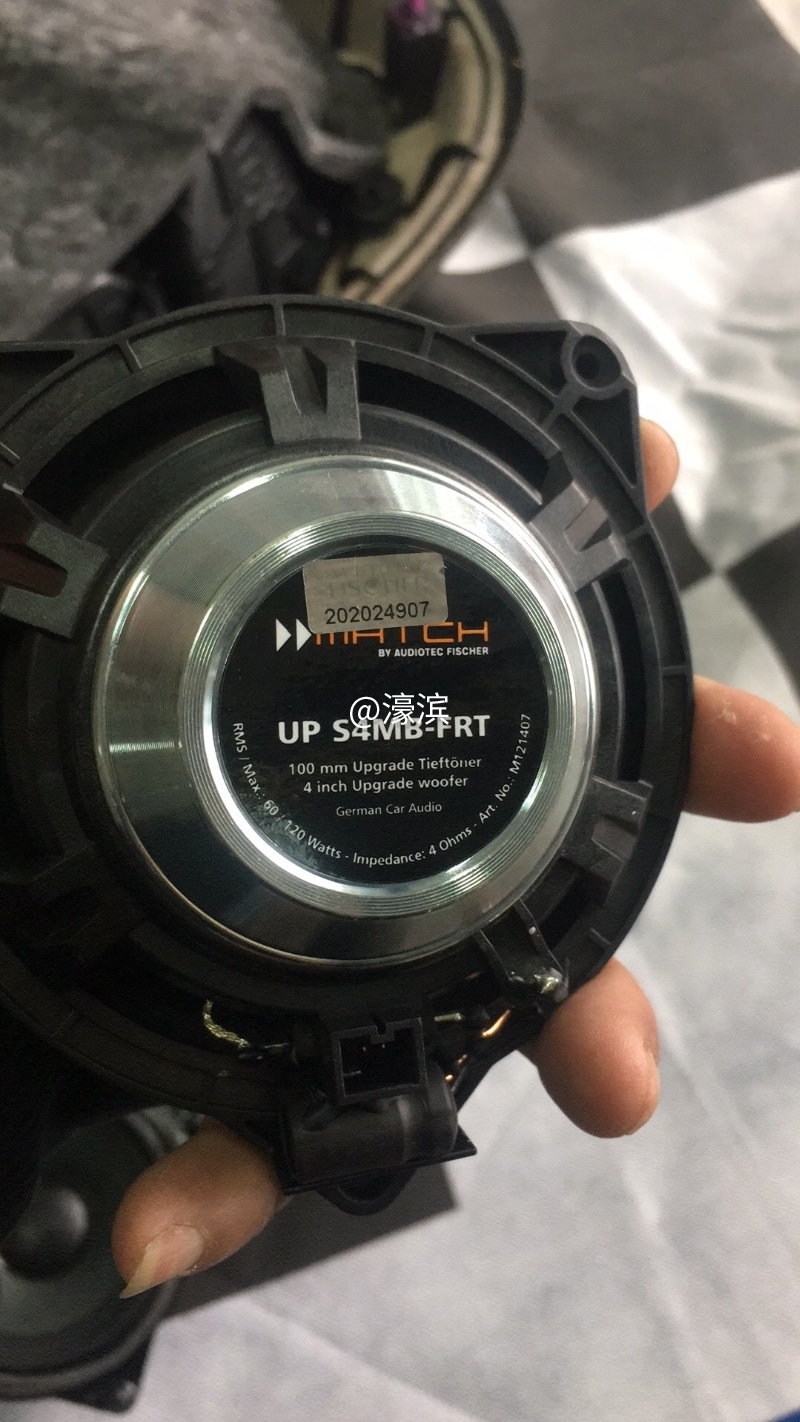 FISCHER
202024907
MATCH
BY AUDIOTEC FISCHER
@濠滨
UP S4MB-FRT
100 mm Upgrade Tieftöner
4 inch Upgrade woofer
German Car Audio
RMS / Max.: 60 / 120 Watts - Impedance: 4 Ohms - Art. No.: M121407